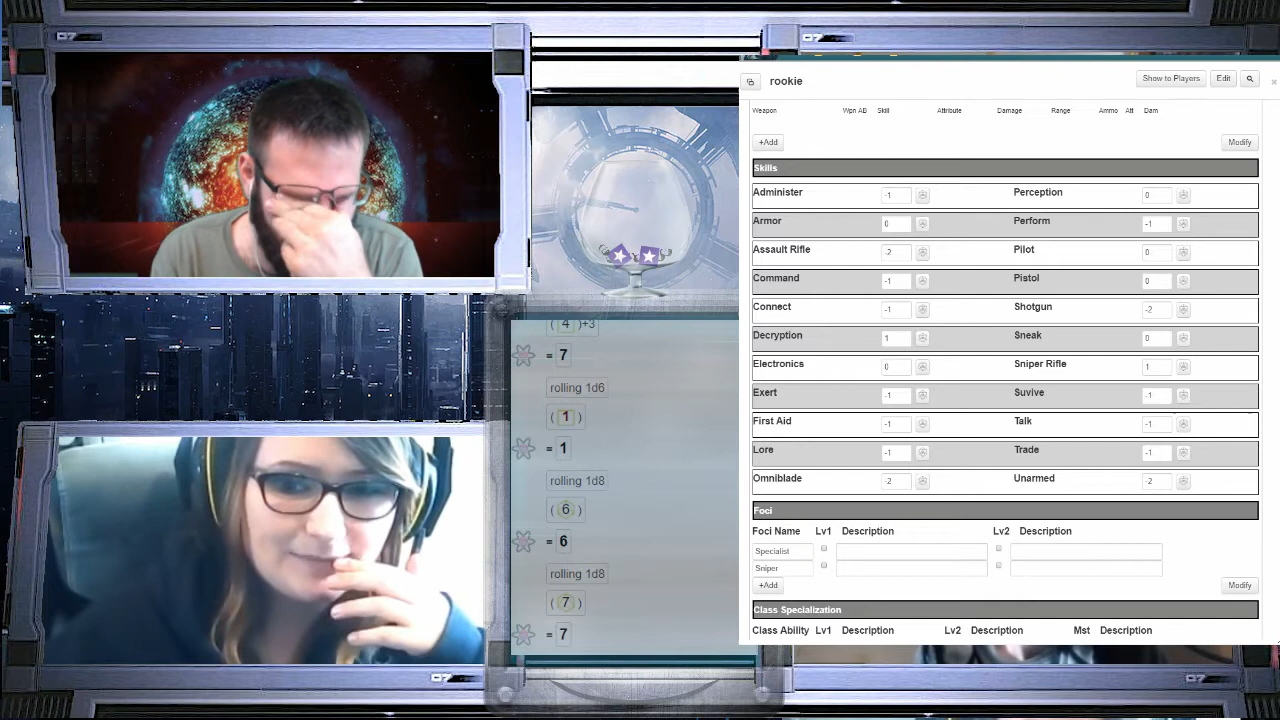 07
07
rookie
Show to Players Edit
Weapon Wpn AB Skill Attribute Damage Range Ammo Att Dam
+Add Modify
Skills
Administer -1 Perception 0
Armor 0 Perform -1
Assault Rifle -2 Pilot 0
Command -1 Pistol 0
Connect -1 Shotgun -2
Decryption 1 Sneak 0
Electronics 0 Sniper Rifle 1
Exert -1 Suvive -1
First Aid -1 Talk -1
Lore -1 Trade -1
Omniblade -2 Unarmed -2
Foci
Foci Name Lv1 Description Lv2 Description
Specialist
Sniper
+Add Modify
Class Specialization
Class Ability Lv1 Description Lv2 Description Mst Description
(4)+3
= 7
rolling 1d6
(1)
= 1
rolling 1d8
(6)
= 6
rolling 1d8
(7)
= 7
07
07